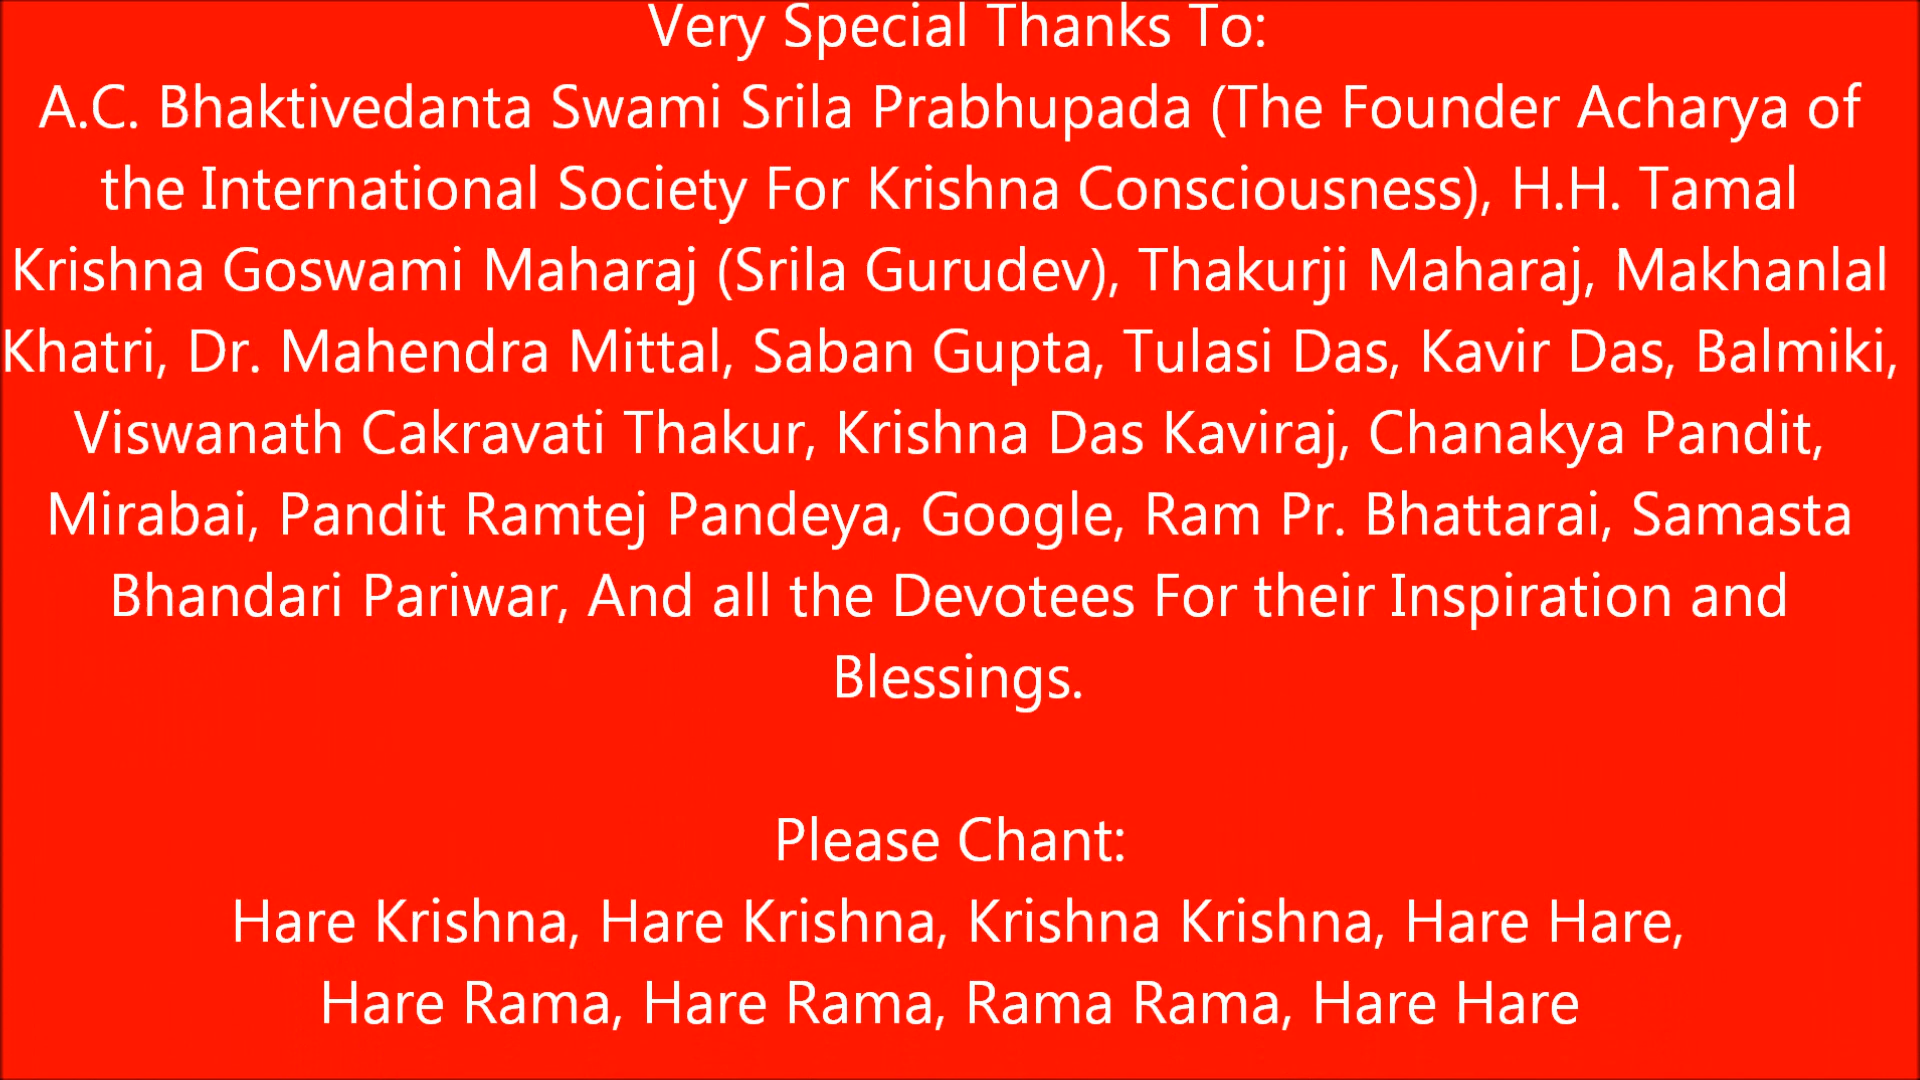 Very Special Thanks To:
A.C. Bhaktivedanta Swami Srila Prabhupada (The Founder Acharya of
the International Society For Krishna Consciousness), H.H. Tamal
Krishna Goswami Maharaj (Srila Gurudev), Thakurji Maharaj, Makhanlal
Khatri, Dr. Mahendra Mittal, Saban Gupta, Tulasi Das, Kavir Das, Balmiki,
Viswanath Cakravati Thakur, Krishna Das Kaviraj, Chanakya Pandit,
Mirabai, Pandit Ramtej Pandeya, Google, Ram Pr. Bhattarai, Samasta
Bhandari Pariwar, And all the Devotees For their Inspiration and
Blessings.
Please Chant:
Hare Krishna, Hare Krishna, Krishna Krishna, Hare Hare,
Hare Rama, Hare Rama, Rama Rama, Hare Hare